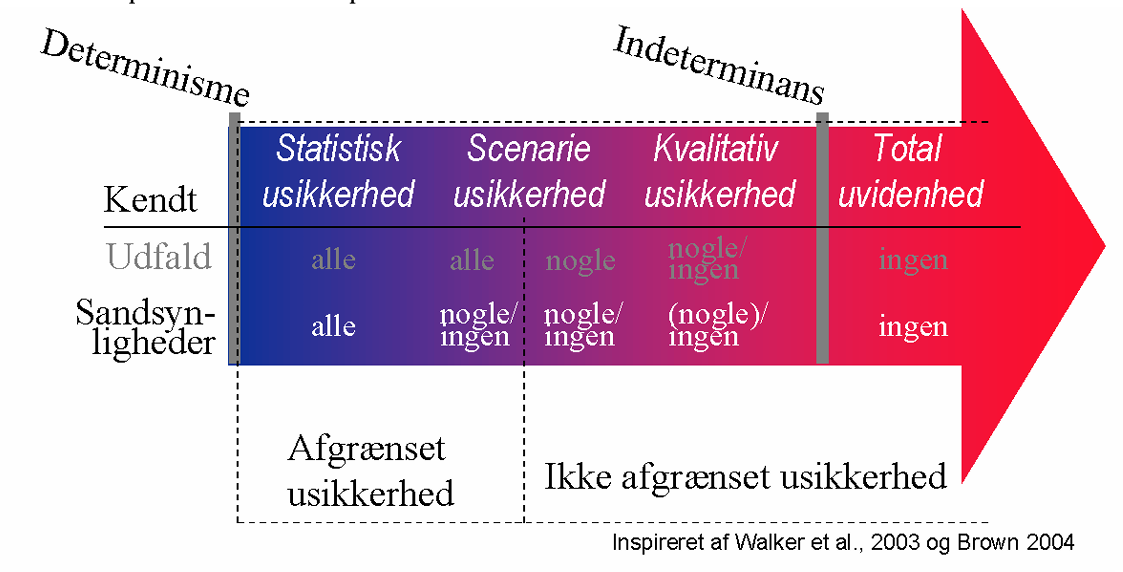 Determinisme
Indeterminans
Statistisk usikkerhed
Scenarie usikkerhed
Kvalitativ usikkerhed
Total uvidenhed
Kendt
Udfald alle alle nogle nogle/ ingen ingen
Sandsyn-
ligheder
alle nogle/ ingen nogle/ ingen (nogle)/ ingen ingen
Afgrænset
usikkerhed
Ikke afgrænset usikkerhed
Inspireret af Walker et al., 2003 og Brown 2004